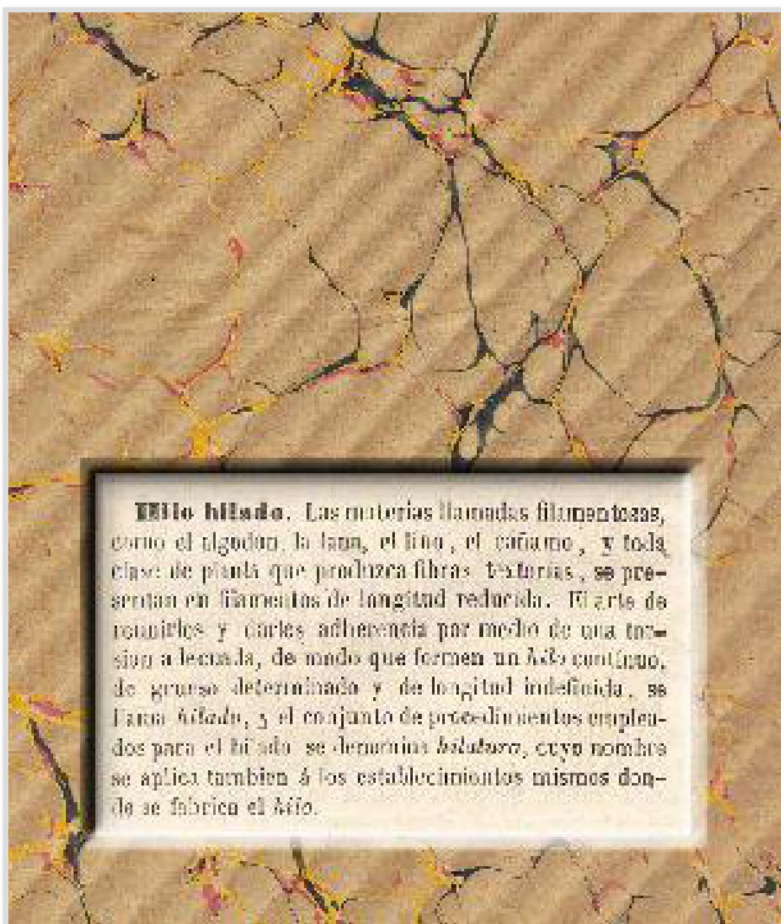 Hilo hilado. Las materias llamadas filamentosas,
como el algodon, la lana, el lino, el cáñamo, y toda
clase de planta que produzca fibras textorias, se pre-
sentan en filamentos de longitud reducida. El arte de
reunirlos y darles adherencia por medio de una tor-
sion adecuada, de modo que formen un hilo contínuo,
de grueso determinado y de longitud indefinida, se
llama hilado, y el conjunto de procedimientos emplea-
dos para el hilado se denomina hilatura, cuyo nombre
se aplica tambien á los establecimientos mismos don-
de se fabrica el hilo.